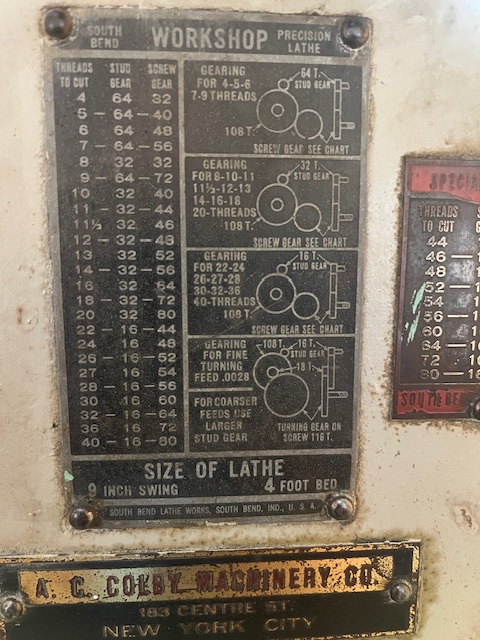 SOUTH BEND WORKSHOP PRECISION LATHE
THREADS TO CUT STUD GEAR SCREW GEAR
4 64 32
5 - 64 - 40
6 64 48
7 - 64 - 56
8 32 32
9 - 64 - 72
10 32 40
11 - 32 - 44
11½ 32 46
12 - 32 - 48
13 32 52
14 - 32 - 56
16 32 64
18 - 32 - 72
20 32 80
22 - 16 - 44
24 16 48
26 - 16 - 52
27 16 54
28 - 16 - 56
30 16 60
32 - 16 - 64
36 16 72
40 - 16 - 80
GEARING
FOR 4-5-6
7-9 THREADS
64 T.
STUD GEAR
108 T.
SCREW GEAR SEE CHART
GEARING
FOR 8-10-11
11½-12-13
14-16-18
20-THREADS
32 T.
STUD GEAR
108 T.
SCREW GEAR SEE CHART
GEARING
FOR 22-24
26-27-28
30-32-36
40-THREADS
16 T.
STUD GEAR
108 T.
SCREW GEAR SEE CHART
GEARING
FOR FINE
TURNING
FEED .0028
108 T. 16 T.
STUD GEAR
18 T.
FOR COARSER
FEEDS USE
LARGER
STUD GEAR
TURNING GEAR ON
SCREW 116 T.
SIZE OF LATHE
9 INCH SWING 4 FOOT BED
SOUTH BEND LATHE WORKS, SOUTH BEND, IND., U. S. A.
A. C. COLBY MACHINERY CO.
183 CENTRE ST.
NEW YORK CITY
THREADS
TO CUT
44
46
48
52
54
56
60
64
72
80
SOUTH